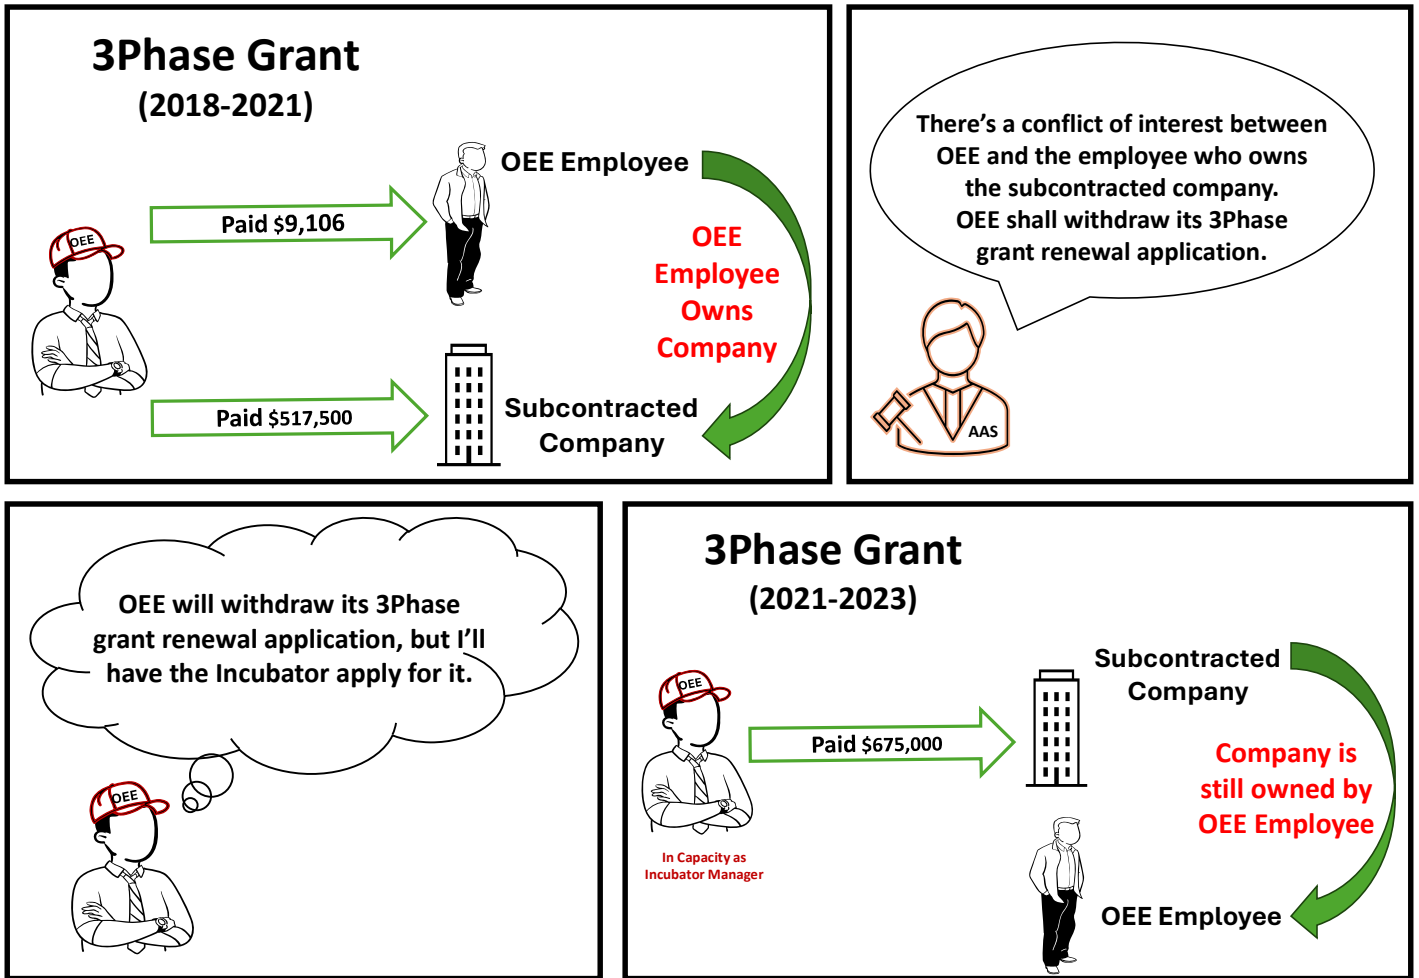 3Phase Grant
(2018-2021)
OEE
Paid $9,106
OEE Employee
OEE
Employee
Owns
Company
Paid $517,500
Subcontracted
Company
There’s a conflict of interest between
OEE and the employee who owns
the subcontracted company.
OEE shall withdraw its 3Phase
grant renewal application.
AAS
OEE will withdraw its 3Phase
grant renewal application, but I’ll
have the Incubator apply for it.
OEE
3Phase Grant
(2021-2023)
OEE
In Capacity as
Incubator Manager
Paid $675,000
Subcontracted
Company
Company is
still owned by
OEE Employee
OEE Employee